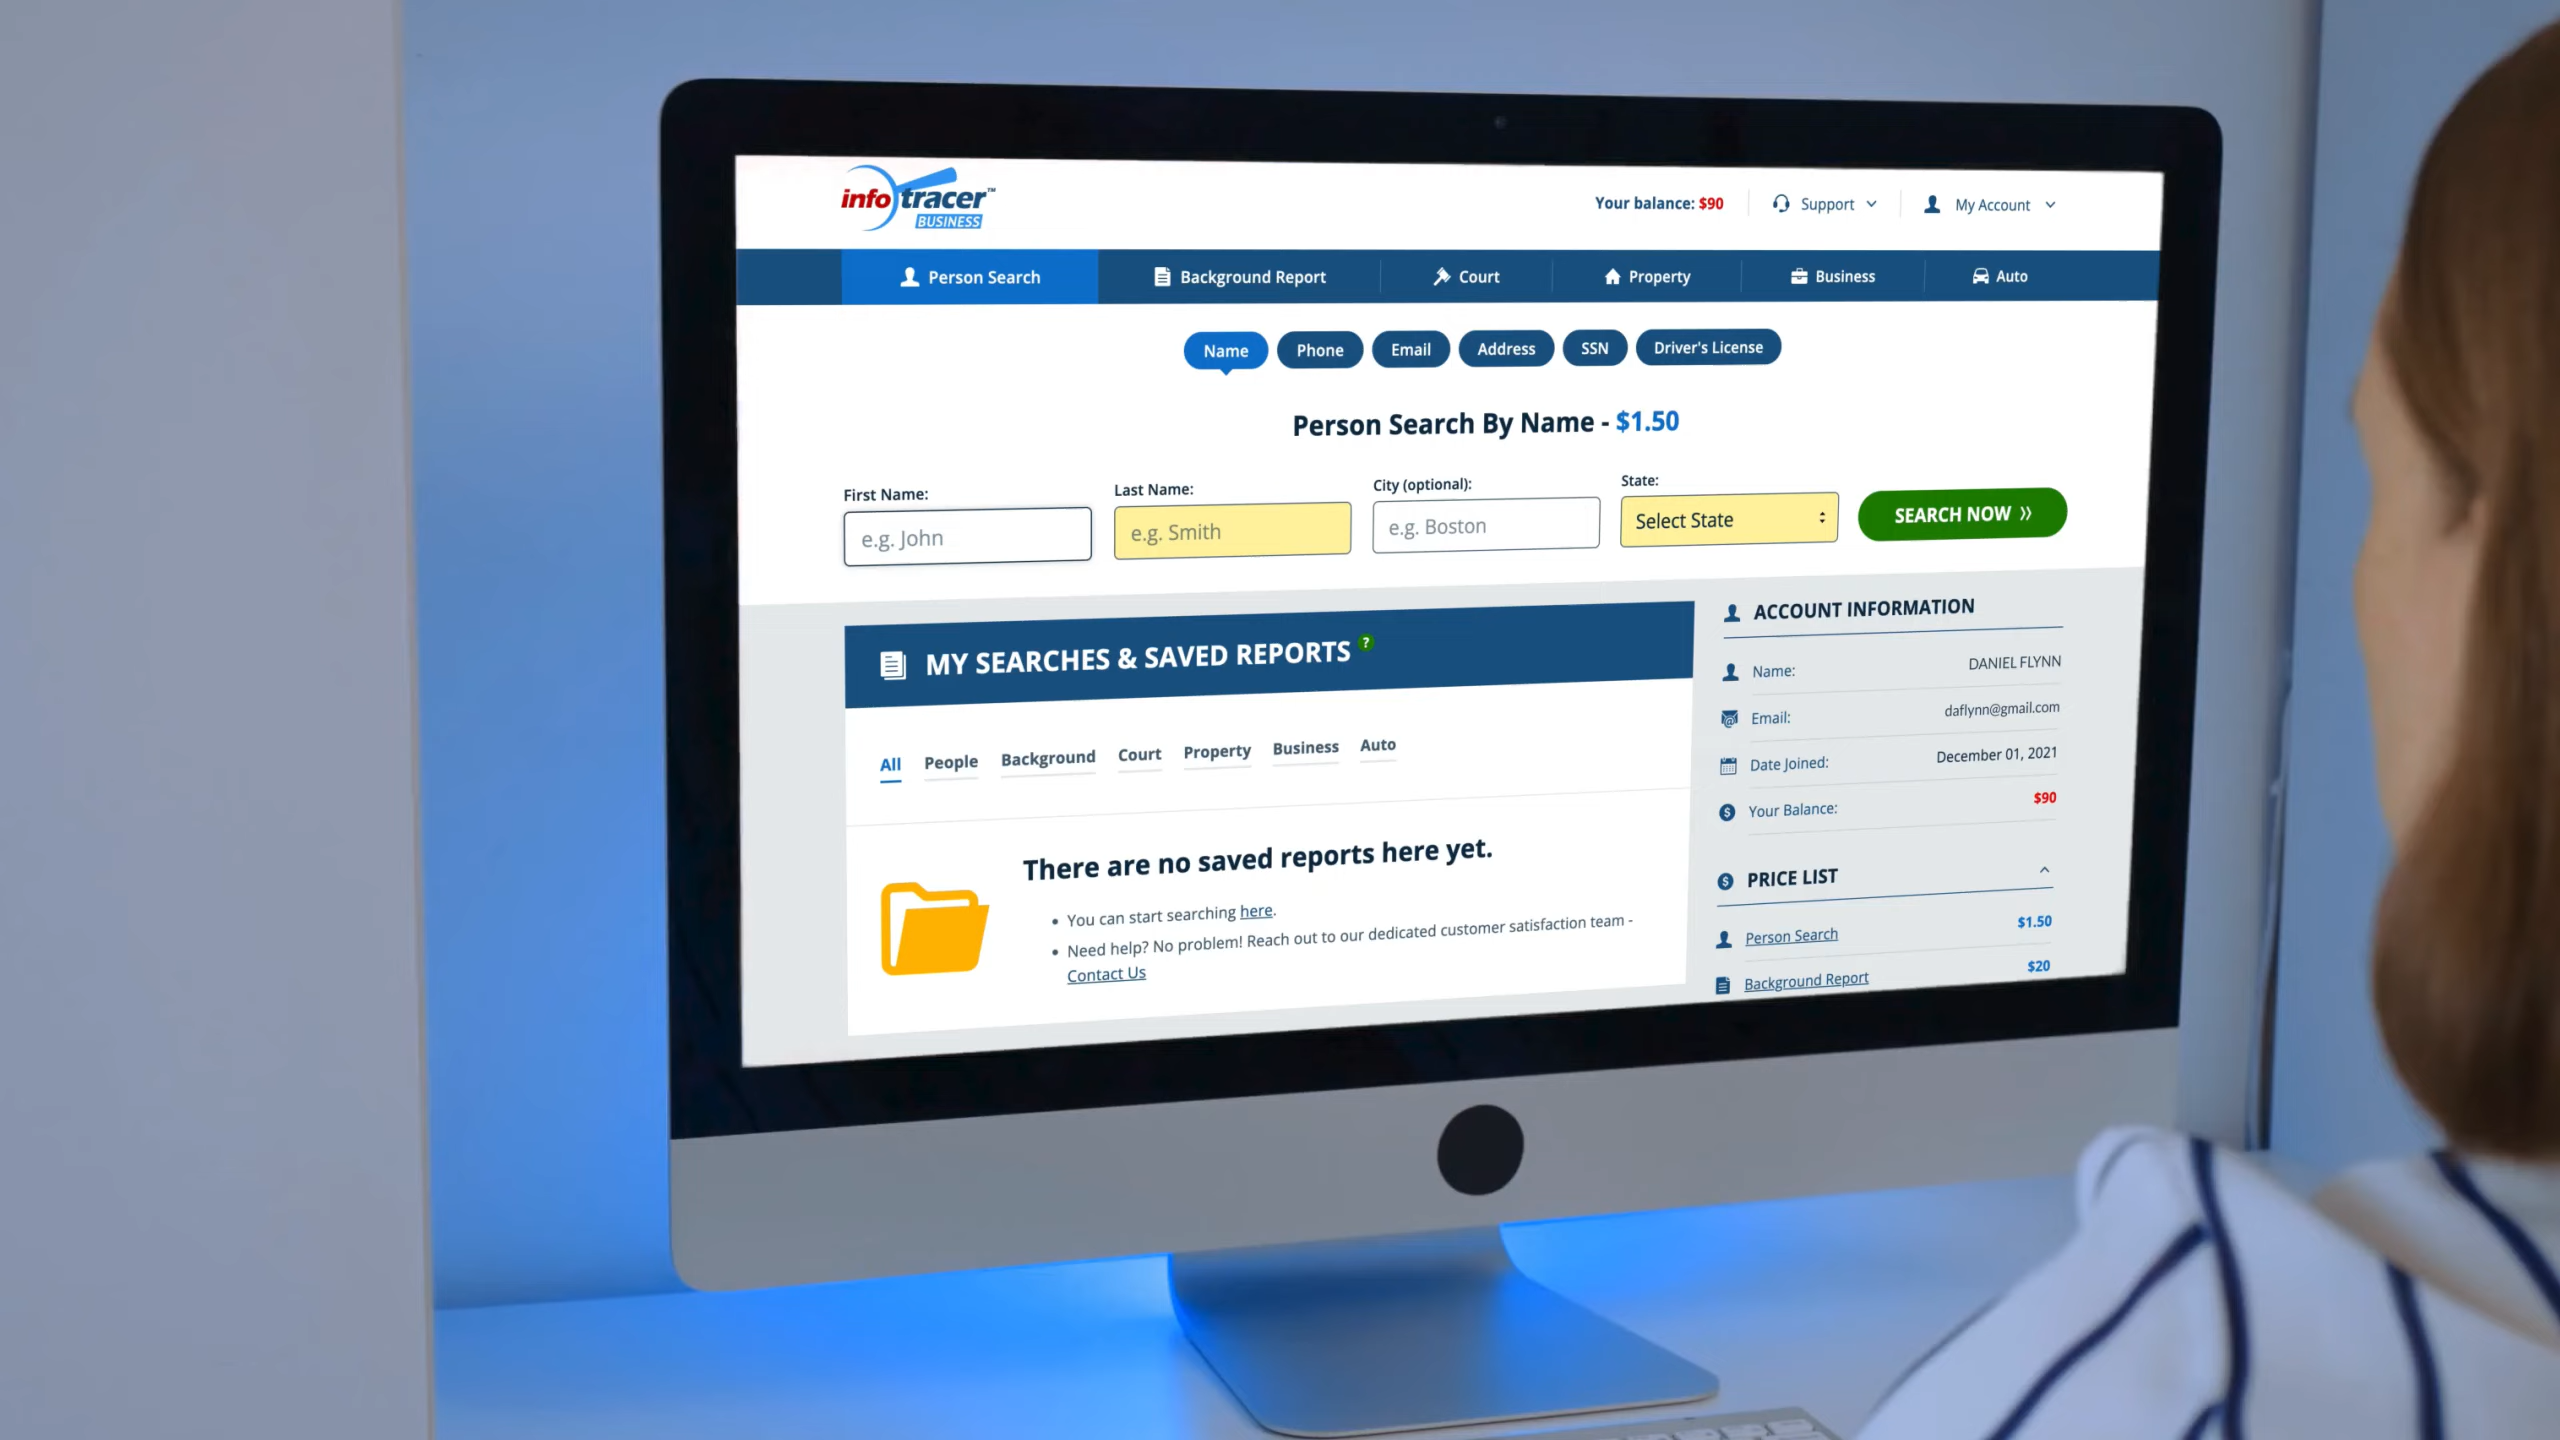 info tracer™
BUSINESS
Your balance: $90
Support
My Account
Person Search
Background Report
Court
Property
Business
Auto
Name
Phone
Email
Address
SSN
Driver's License
Person Search By Name - $1.50
First Name:
Last Name:
City (optional):
State:
e.g. John
e.g. Smith
e.g. Boston
Select State
SEARCH NOW »
MY SEARCHES & SAVED REPORTS ?
All
People
Background
Court
Property
Business
Auto
There are no saved reports here yet.
• You can start searching here.
• Need help? No problem! Reach out to our dedicated customer satisfaction team -
Contact Us
ACCOUNT INFORMATION
Name: DANIEL FLYNN
Email: daflynn@gmail.com
Date Joined: December 01, 2021
Your Balance: $90
PRICE LIST
Person Search $1.50
Background Report $20